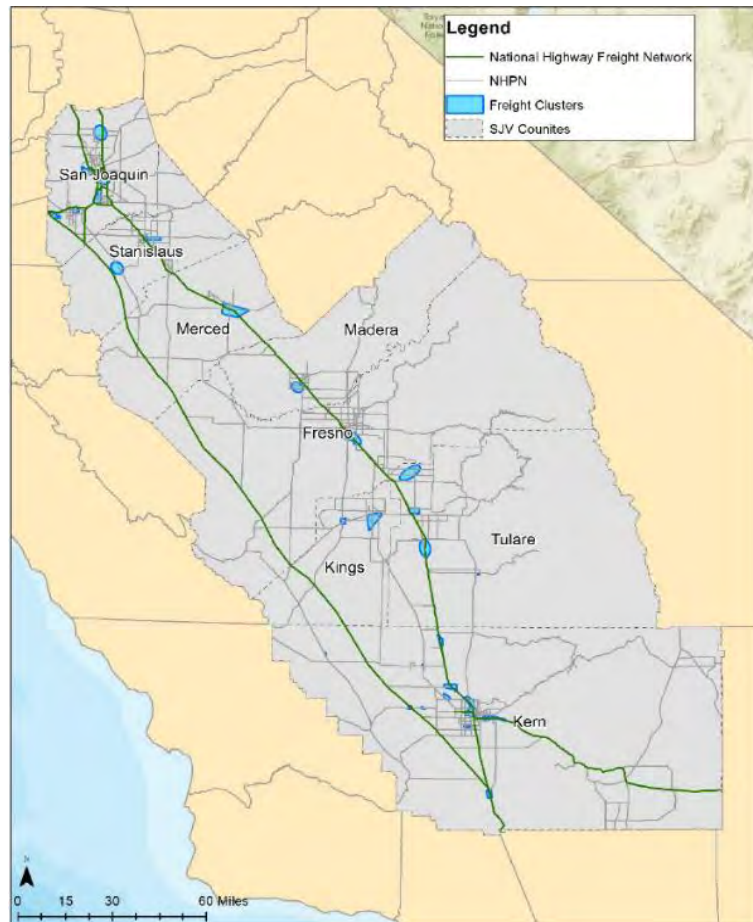 Legend
National Highway Freight Network
NHPN
Freight Clusters
SJV Counites
San Joaquin
Stanislaus
Merced
Madera
Fresno
Tulare
Kings
Kern
0 15 30 60 Miles